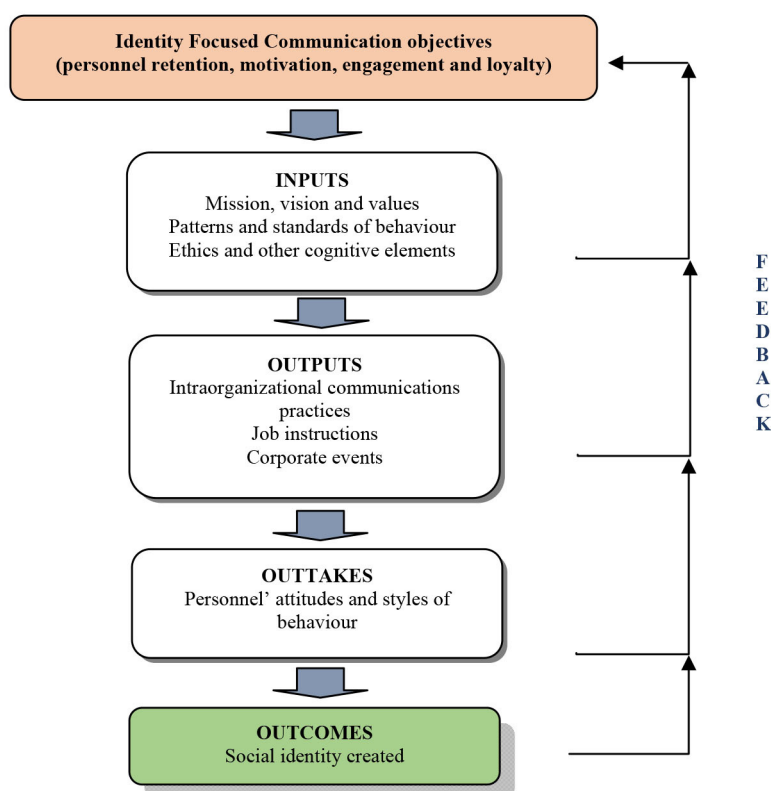 Identity Focused Communication objectives
(personnel retention, motivation, engagement and loyalty)
INPUTS
Mission, vision and values
Patterns and standards of behaviour
Ethics and other cognitive elements
OUTPUTS
Intraorganizational communications
practices
Job instructions
Corporate events
OUTTAKES
Personnel’ attitudes and styles of
behaviour
OUTCOMES
Social identity created
F
E
E
D
B
A
C
K